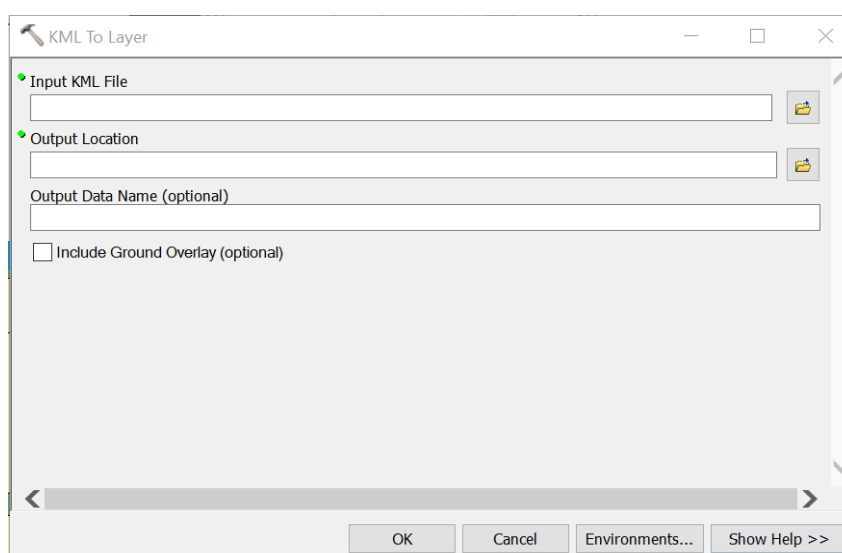 KML To Layer
Input KML File
Output Location
Output Data Name (optional)
Include Ground Overlay (optional)
OK Cancel Environments... Show Help >>